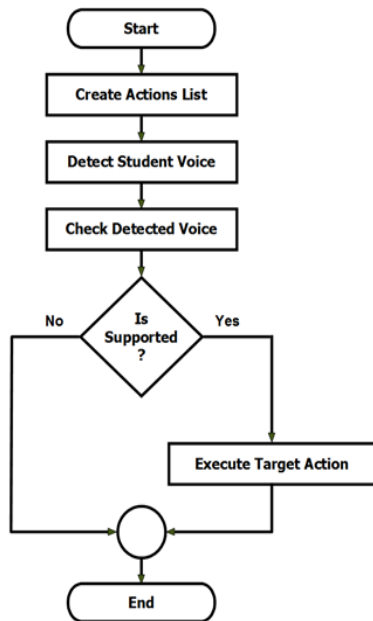 Start
Create Actions List
Detect Student Voice
Check Detected Voice
Is
Supported
?
No
Yes
Execute Target Action
End